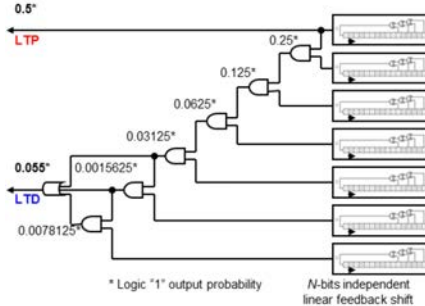 0.5*
LTP
0.25*
0.125*
0.0625*
0.03125*
0.055*
0.0015625*
LTD
0.0078125*
* Logic "1" output probability
N-bits independent
linear feedback shift